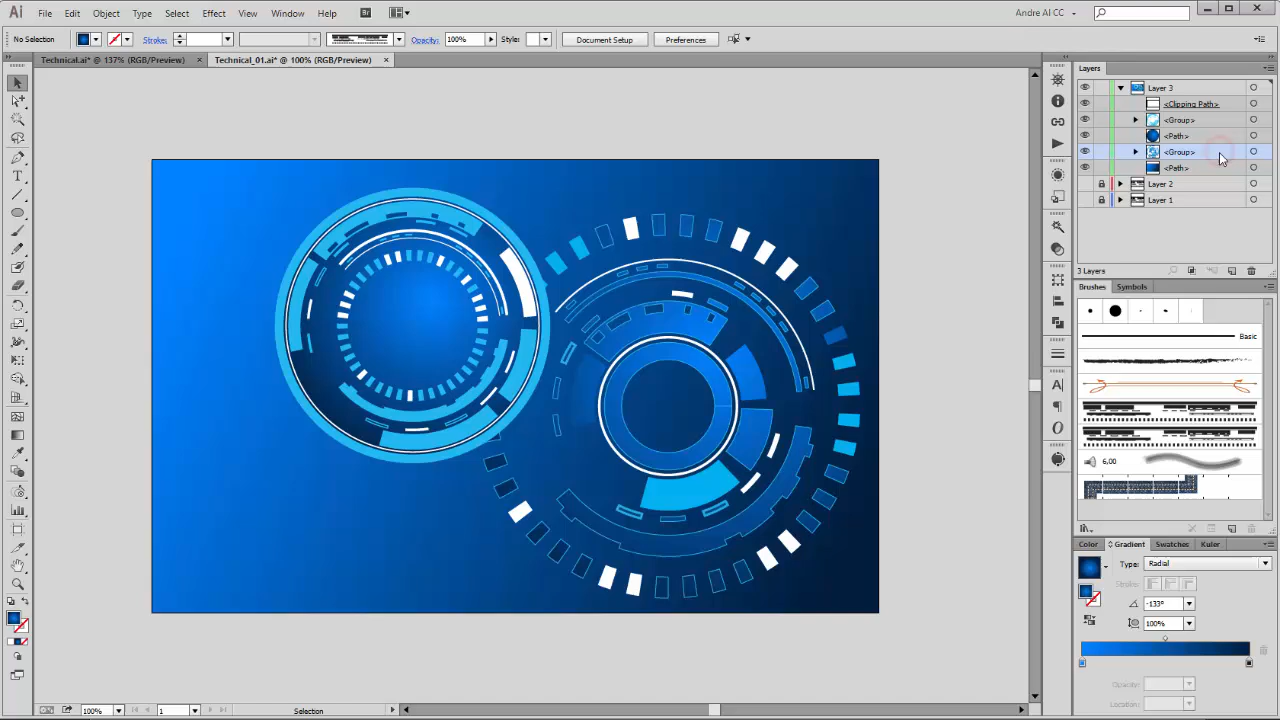 Ai File Edit Object Type Select Effect View Window Help Br Andre AI CC
No Selection Strokes: Opacity: 100% Style: Document Setup Preferences
Technical.ai* @ 137% (RGB/Preview) × Technical_01.ai* @ 100% (RGB/Preview) ×
Layers
Layer 3
<Clipping Path>
<Group>
<Path>
<Group>
<Path>
Layer 2
Layer 1
3 Layers
Brushes Symbols
Basic
6,00
Color Gradient Swatches Kuler
Type: Radial
Stroke:
-133°
100%
Opacity:
Location:
100% 1 Selection